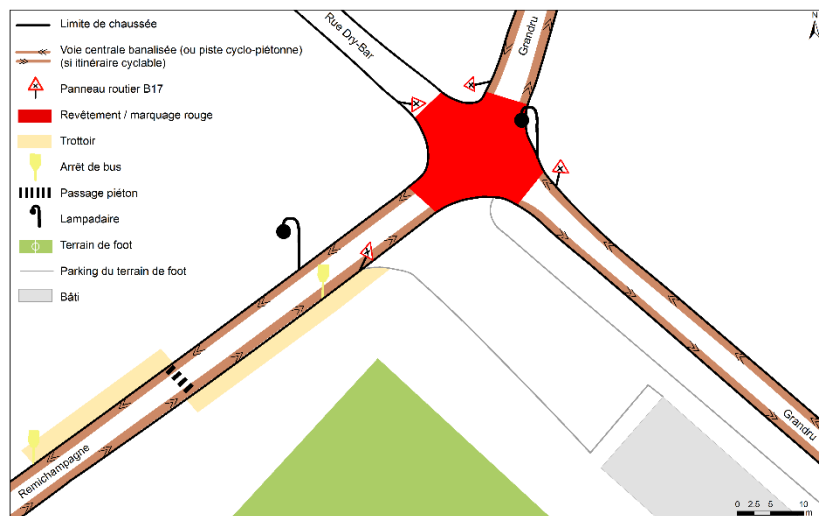 Limite de chaussée
Voie centrale banalisée (ou piste cyclo-piétonne)
(si itinéraire cyclable)
Panneau routier B17
Revêtement / marquage rouge
Trottoir
Arrêt de bus
Passage piéton
Lampadaire
Terrain de foot
Parking du terrain de foot
Bâti
Rue Dry-Bar
Grandru
N
Remichampagne
Grandru
0 2.5 5 10
m